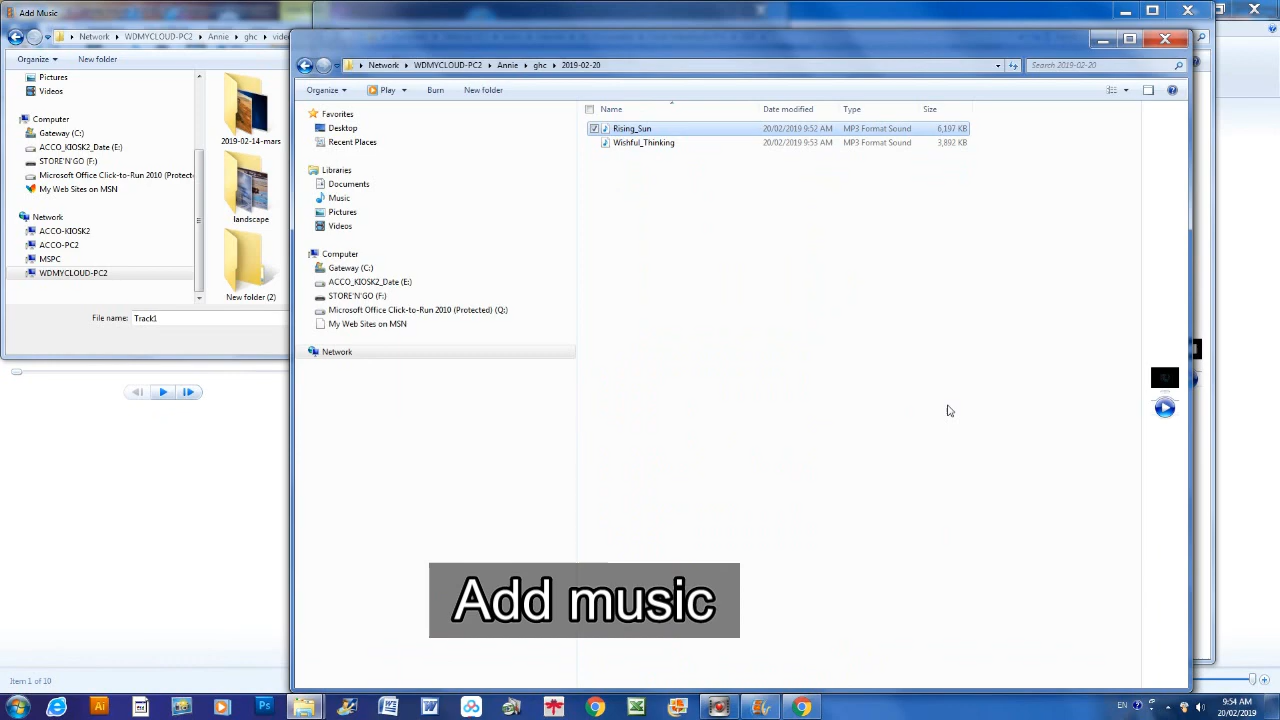 Add Music
Network WDMYCLOUD-PC2 Annie ghc
Organize New folder
Pictures
Videos
Computer
Gateway (C:)
ACCO_KIOSK2_Date (E:)
STORE'N'GO (F:)
Microsoft Office Click-to-Run 2010 (Protect
My Web Sites on MSN
Network
ACCO-KIOSK2
ACCO-PC2
MSPC
WDMYCLOUD-PC2
2019-02-14-mars
landscape
New folder (2)
File name: Track1
Item 1 of 10
Network WDMYCLOUD-PC2 Annie ghc 2019-02-20
Search 2019-02-20
Organize Play Burn New folder
Favorites
Desktop
Recent Places
Libraries
Documents
Music
Pictures
Videos
Computer
Gateway (C:)
ACCO_KIOSK2_Date (E:)
STORE'N'GO (F:)
Microsoft Office Click-to-Run 2010 (Protected) (Q:)
My Web Sites on MSN
Network
Name Date modified Type Size
Rising_Sun 20/02/2019 9:52 AM MP3 Format Sound 6,197 KB
Wishful_Thinking 20/02/2019 9:53 AM MP3 Format Sound 3,892 KB
Add music
EN 9:54 AM
20/02/2019